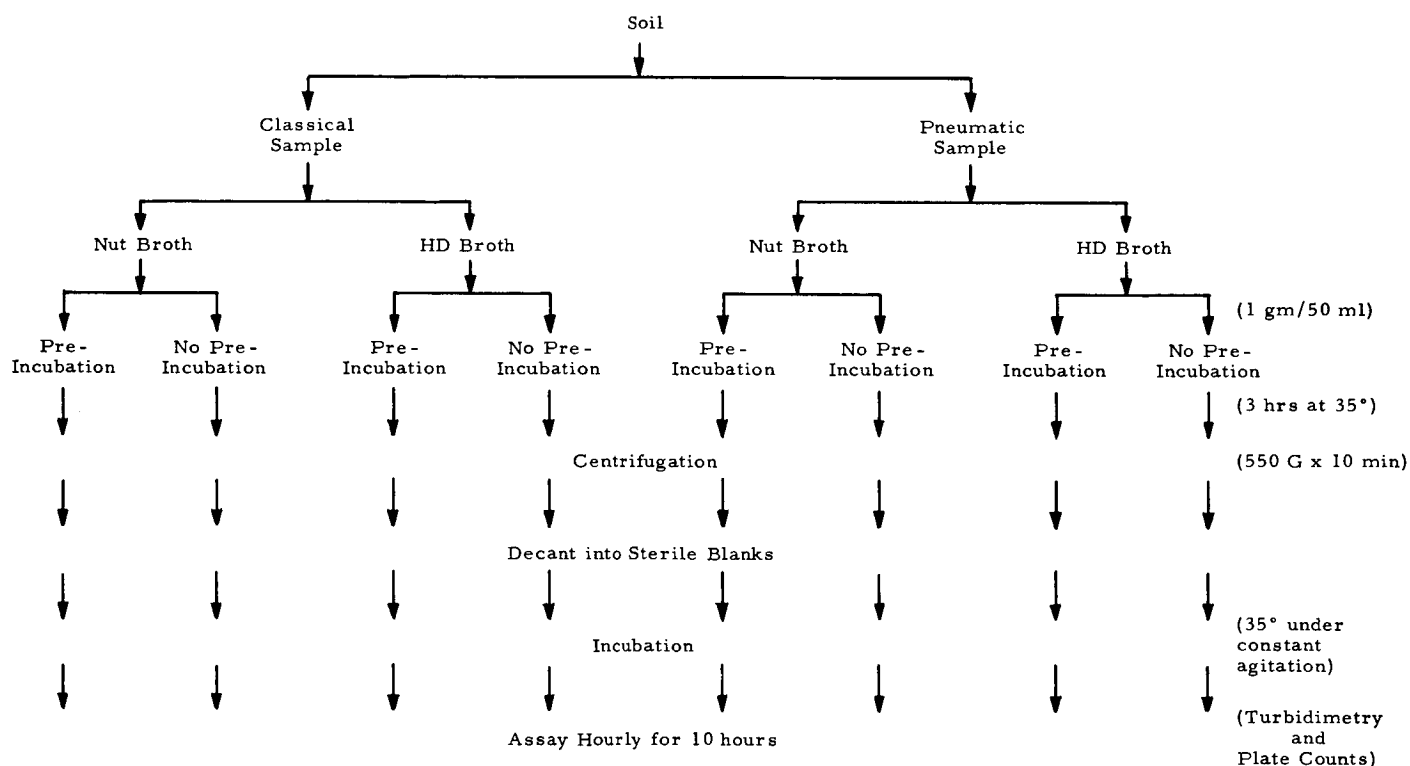 Soil
Classical
Sample
Pneumatic
Sample
Nut Broth
HD Broth
Nut Broth
HD Broth
(1 gm/50 ml)
Pre-
Incubation
No Pre-
Incubation
Pre-
Incubation
No Pre-
Incubation
Pre-
Incubation
No Pre-
Incubation
Pre-
Incubation
No Pre-
Incubation
(3 hrs at 35°)
Centrifugation
(550 G x 10 min)
Decant into Sterile Blanks
Incubation
(35° under
constant
agitation)
Assay Hourly for 10 hours
(Turbidimetry
and
Plate Counts)